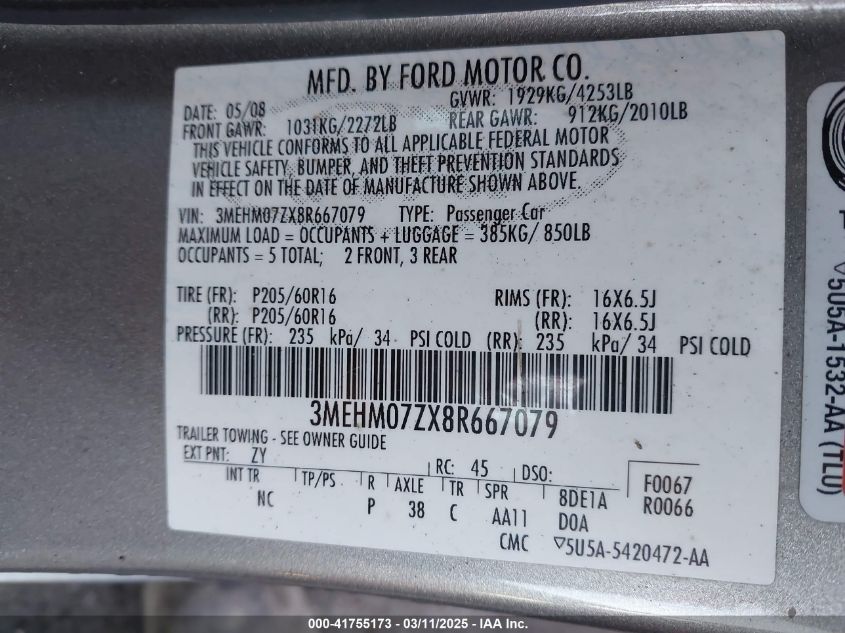 MFD. BY FORD MOTOR CO.
DATE: 05/08 GVWR: 1929KG/4253LB
FRONT GAWR: 1031KG/2272LB REAR GAWR: 912KG/2010LB
THIS VEHICLE CONFORMS TO ALL APPLICABLE FEDERAL MOTOR
VEHICLE SAFETY, BUMPER, AND THEFT PREVENTION STANDARDS
IN EFFECT ON THE DATE OF MANUFACTURE SHOWN ABOVE.
VIN: 3MEHM07ZX8R667079 TYPE: Passenger Car
MAXIMUM LOAD = OCCUPANTS + LUGGAGE = 385KG/ 850LB
OCCUPANTS = 5 TOTAL; 2 FRONT, 3 REAR
TIRE (FR): P205/60R16 RIMS (FR): 16X6.5J
(RR): P205/60R16 (RR): 16X6.5J
PRESSURE (FR): 235 kPa/ 34 PSI COLD (RR): 235 kPa/ 34 PSI COLD
3MEHM07ZX8R667079
TRAILER TOWING - SEE OWNER GUIDE
EXT PNT: ZY RC: 45 DSO: F0067
INT TR TP/PS R AXLE TR SPR 8DE1A R0066
NC P 38 C AA11 D0A
CMC ▽5U5A-5420472-AA
▽5U5A-1532-AA (TLU)
000-41755173 - 03/11/2025 - IAA Inc.